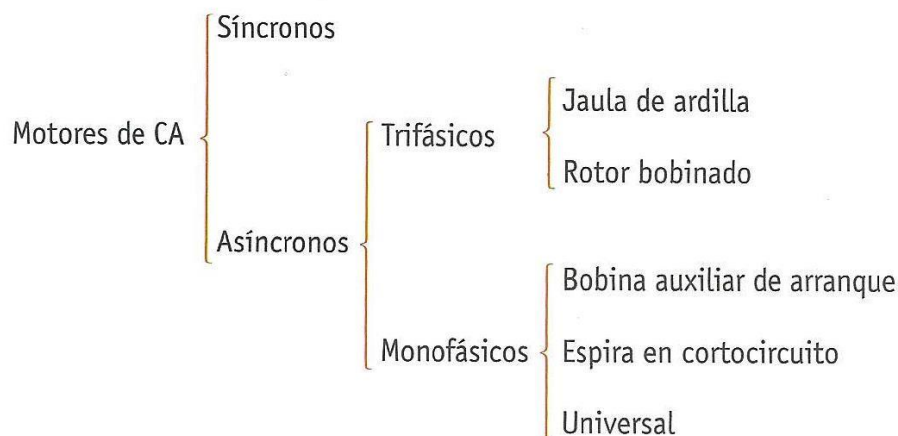 Motores de CA
Síncronos
Asíncronos
Trifásicos
Jaula de ardilla
Rotor bobinado
Monofásicos
Bobina auxiliar de arranque
Espira en cortocircuito
Universal